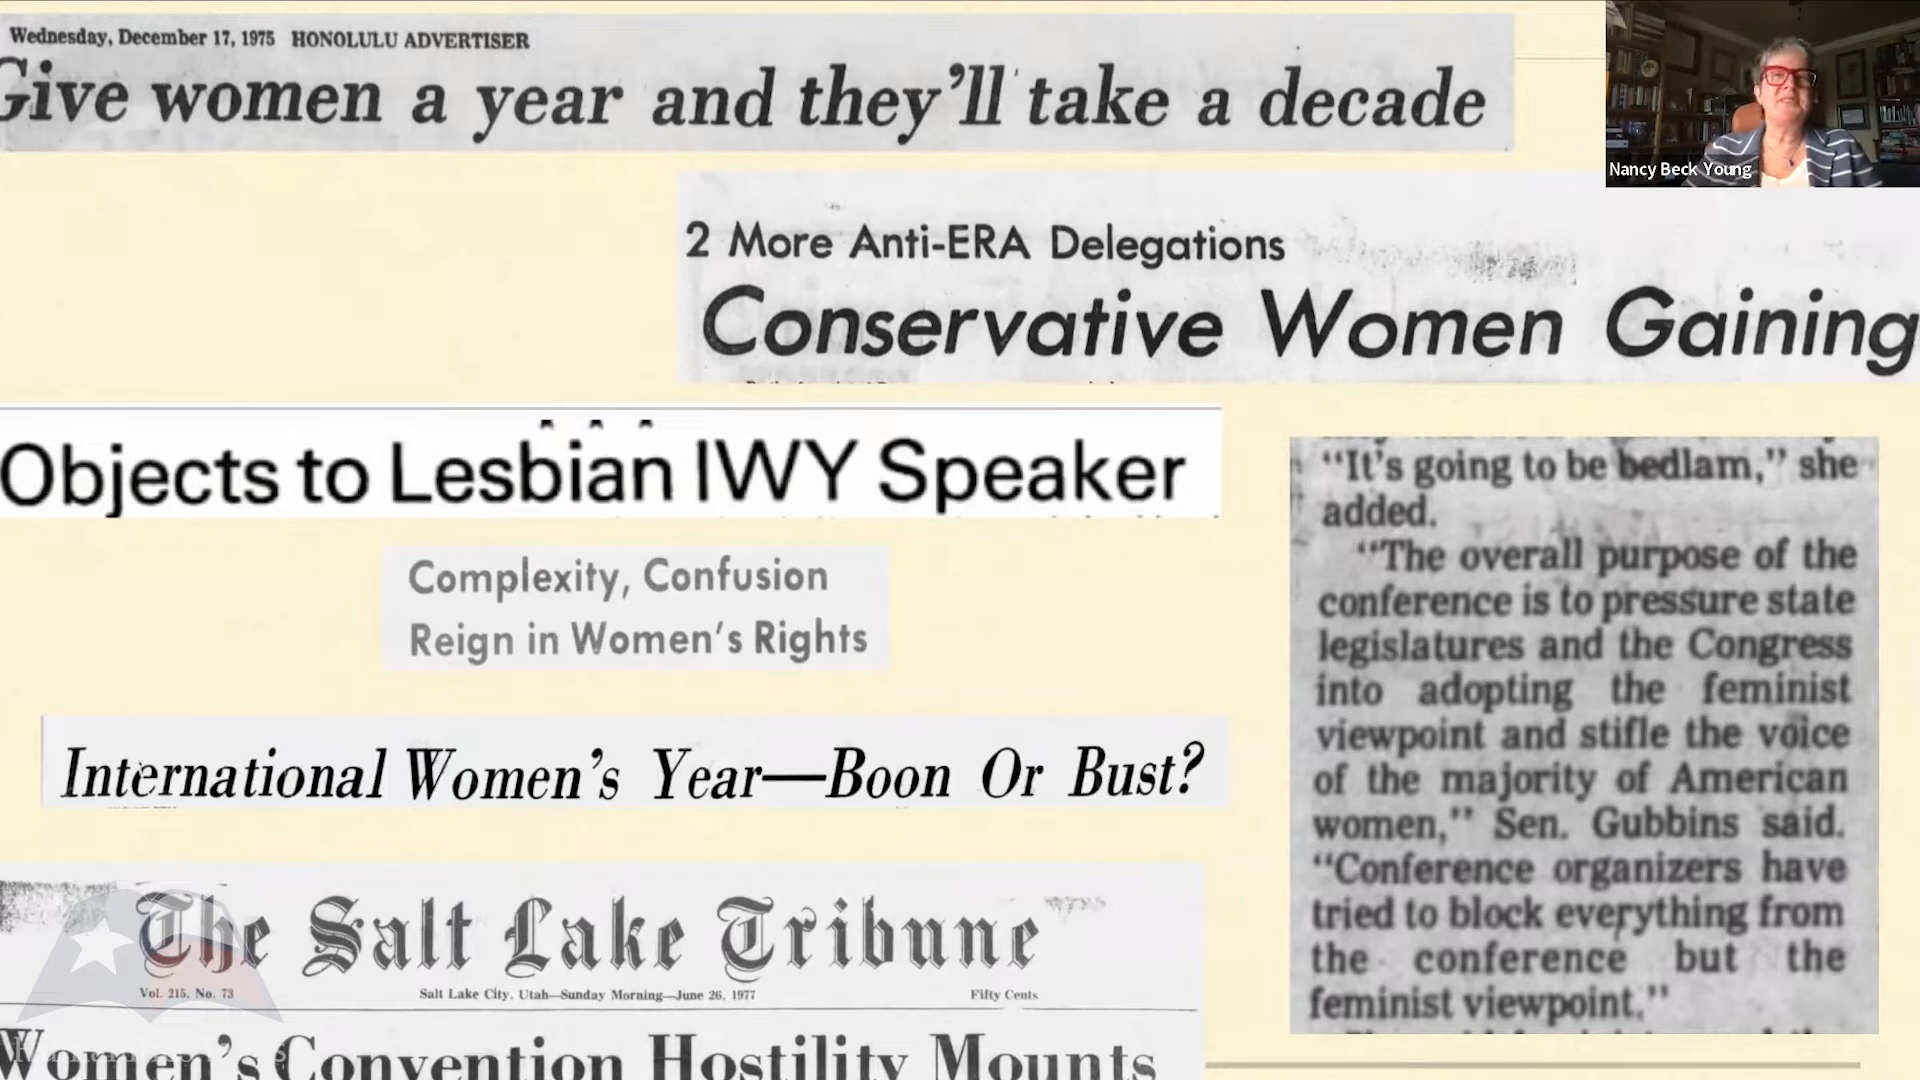 Wednesday, December 17, 1975 HONOLULU ADVERTISER
Give women a year and they'll take a decade
Nancy Beck Young
2 More Anti-ERA Delegations
Conservative Women Gaining
Objects to Lesbian IWY Speaker
Complexity, Confusion
Reign in Women's Rights
International Women's Year—Boon Or Bust?
The Salt Lake Tribune
Vol. 215, No. 73 Salt Lake City, Utah—Sunday Morning—June 26, 1977 Fifty Cents
Women's Convention Hostility Mounts
"It's going to be bedlam," she
added.
"The overall purpose of the
conference is to pressure state
legislatures and the Congress
into adopting the feminist
viewpoint and stifle the voice
of the majority of American
women," Sen. Gubbins said.
"Conference organizers have
tried to block everything from
the conference but the
feminist viewpoint."